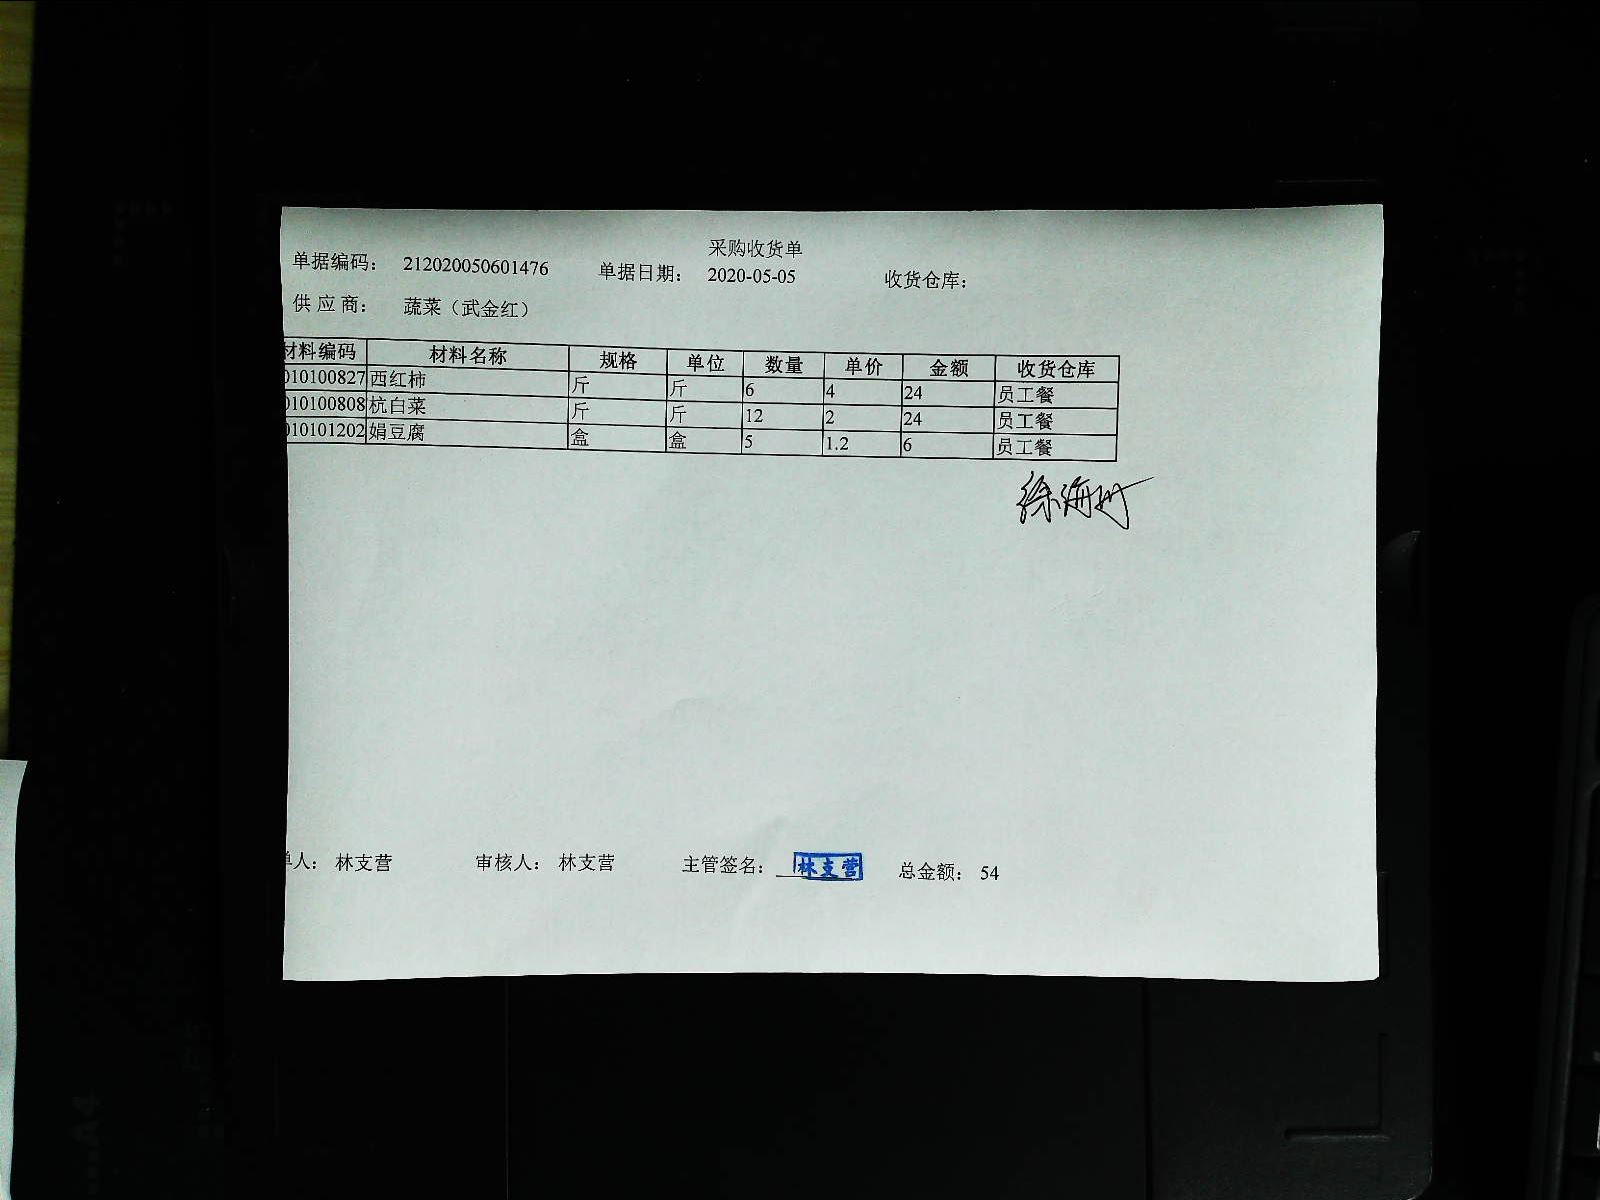 采购收货单
单据编码： 212020050601476 单据日期： 2020-05-05 收货仓库：
供 应 商： 蔬菜（武金红）
材料编码 材料名称 规格 单位 数量 单价 金额 收货仓库
010100827 西红柿 斤 斤 6 4 24 员工餐
010100808 杭白菜 斤 斤 12 2 24 员工餐
010101202 娟豆腐 盒 盒 5 1.2 6 员工餐
单人： 林支营 审核人： 林支营 主管签名： 林支营 总金额： 54
A4